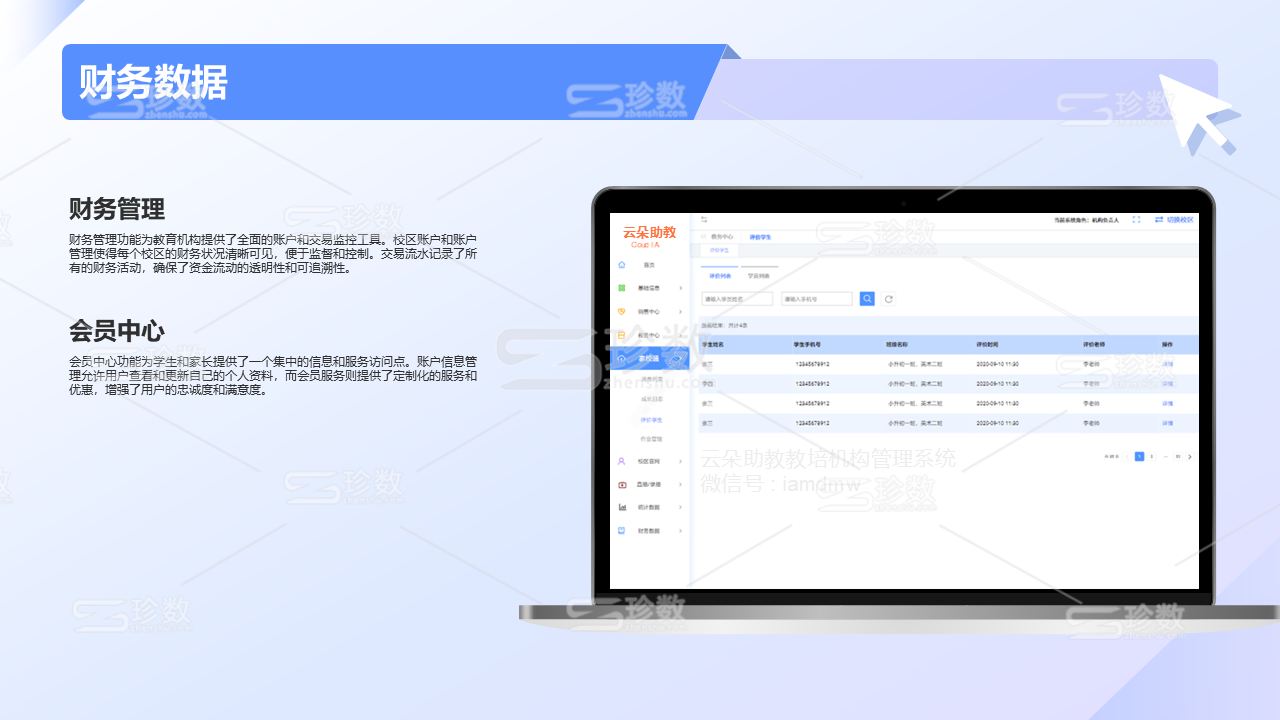 财务数据
财务管理
财务管理功能为教育机构提供了全面的账户和交易监控工具。校区账户和账户
管理使得每个校区的财务状况清晰可见，便于监督和控制。交易流水记录了所
有的财务活动，确保了资金流动的透明性和可追溯性。
会员中心
会员中心功能为学生和家长提供了一个集中的信息和服务访问点。账户信息管
理允许用户查看和更新自己的个人资料，而会员服务则提供了定制化的服务和
优惠，增强了用户的忠诚度和满意度。
云朵助教
当前系统角色：机构负责人
切换校区
教务中心
评价学生
评价学生
首页
评价列表
学员列表
基础信息
请输入学员姓名
请输入手机号
销售中心
当前结果：共计4条
教务中心
学生姓名 学生手机号 班级名称 评价时间 评价老师 操作
家校通
张三 12345678912 小升初一班、美术二班 2020-09-10 11:30 李老师 详情
李四 12345678912 小升初一班、美术二班 2020-09-10 11:30 李老师 详情
张三 12345678912 小升初一班、美术二班 2020-09-10 11:30 李老师 详情
张三 12345678912 小升初一班、美术二班 2020-09-10 11:30 李老师 详情
评价学生
作业管理
校区官网
直播/录播
统计数据
财务数据
云朵助教教培机构管理系统
微信号：iamdmw
珍数
zhenshu.com